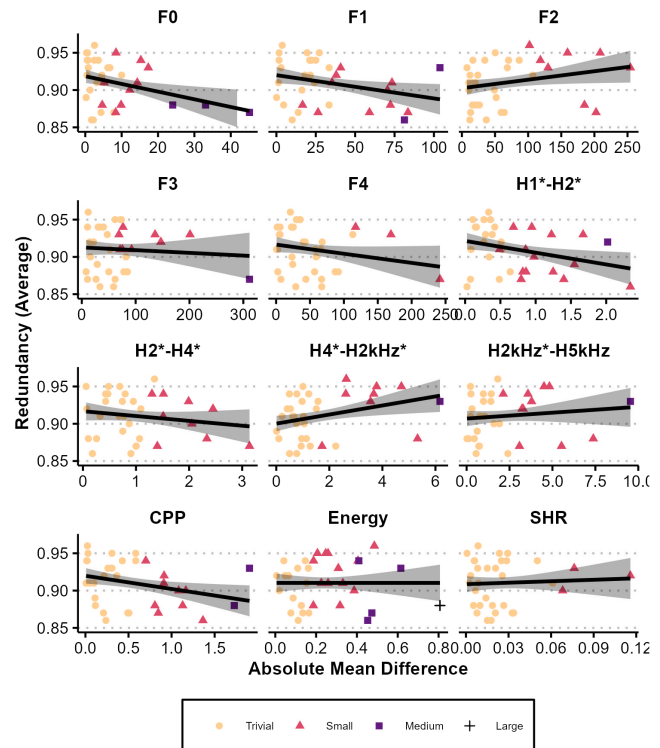 F0 F1 F2
0.95
0.90
0.85
0 10 20 30 40 0 25 50 75 100 0 50 100 150 200 250
F3 F4 H1*-H2*
0.95
0.90
0.85
0 100 200 300 0 50 100 150 200 250 0.0 0.5 1.0 1.5 2.0
Redundancy (Average)
H2*-H4* H4*-H2kHz* H2kHz*-H5kHz
0.95
0.90
0.85
0 1 2 3 0 2 4 6 0.0 2.5 5.0 7.5 10.0
CPP Energy SHR
0.95
0.90
0.85
0.0 0.5 1.0 1.5 0.0 0.2 0.4 0.6 0.8 0.00 0.03 0.06 0.09 0.12
Absolute Mean Difference
Trivial Small Medium Large